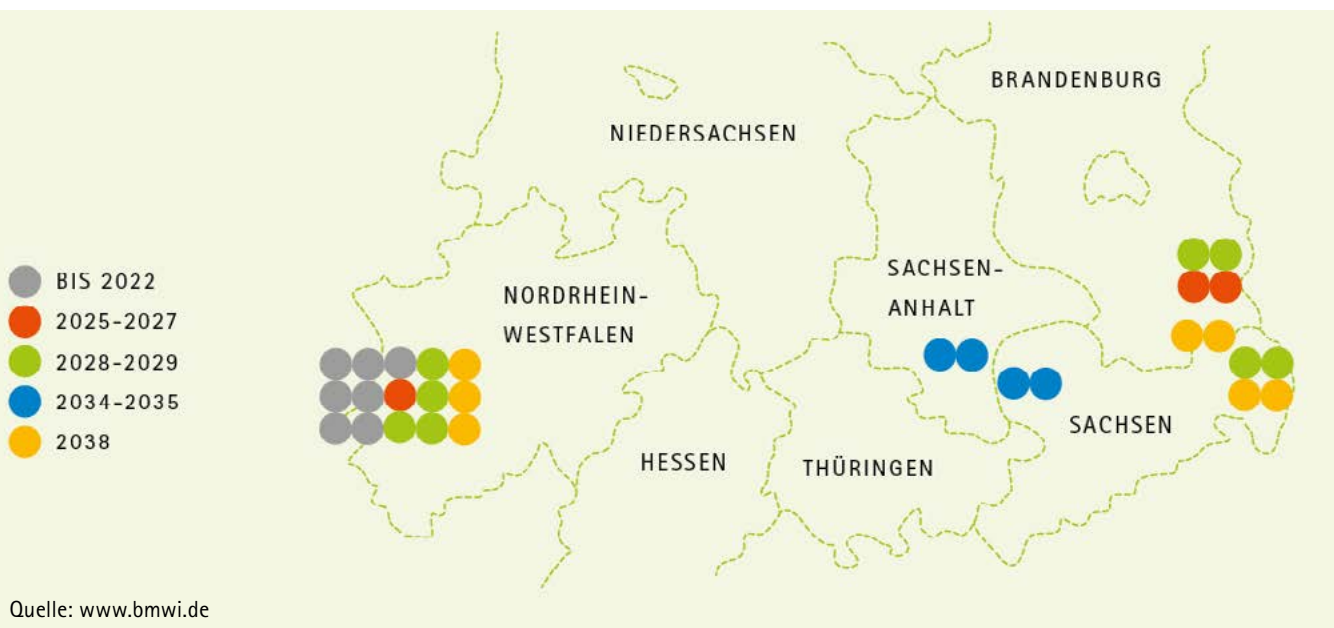 BRANDENBURG
NIEDERSACHSEN
SACHSEN-
ANHALT
NORDRHEIN-
WESTFALEN
SACHSEN
HESSEN
THÜRINGEN
BIS 2022
2025-2027
2028-2029
2034-2035
2038
Quelle: www.bmwi.de